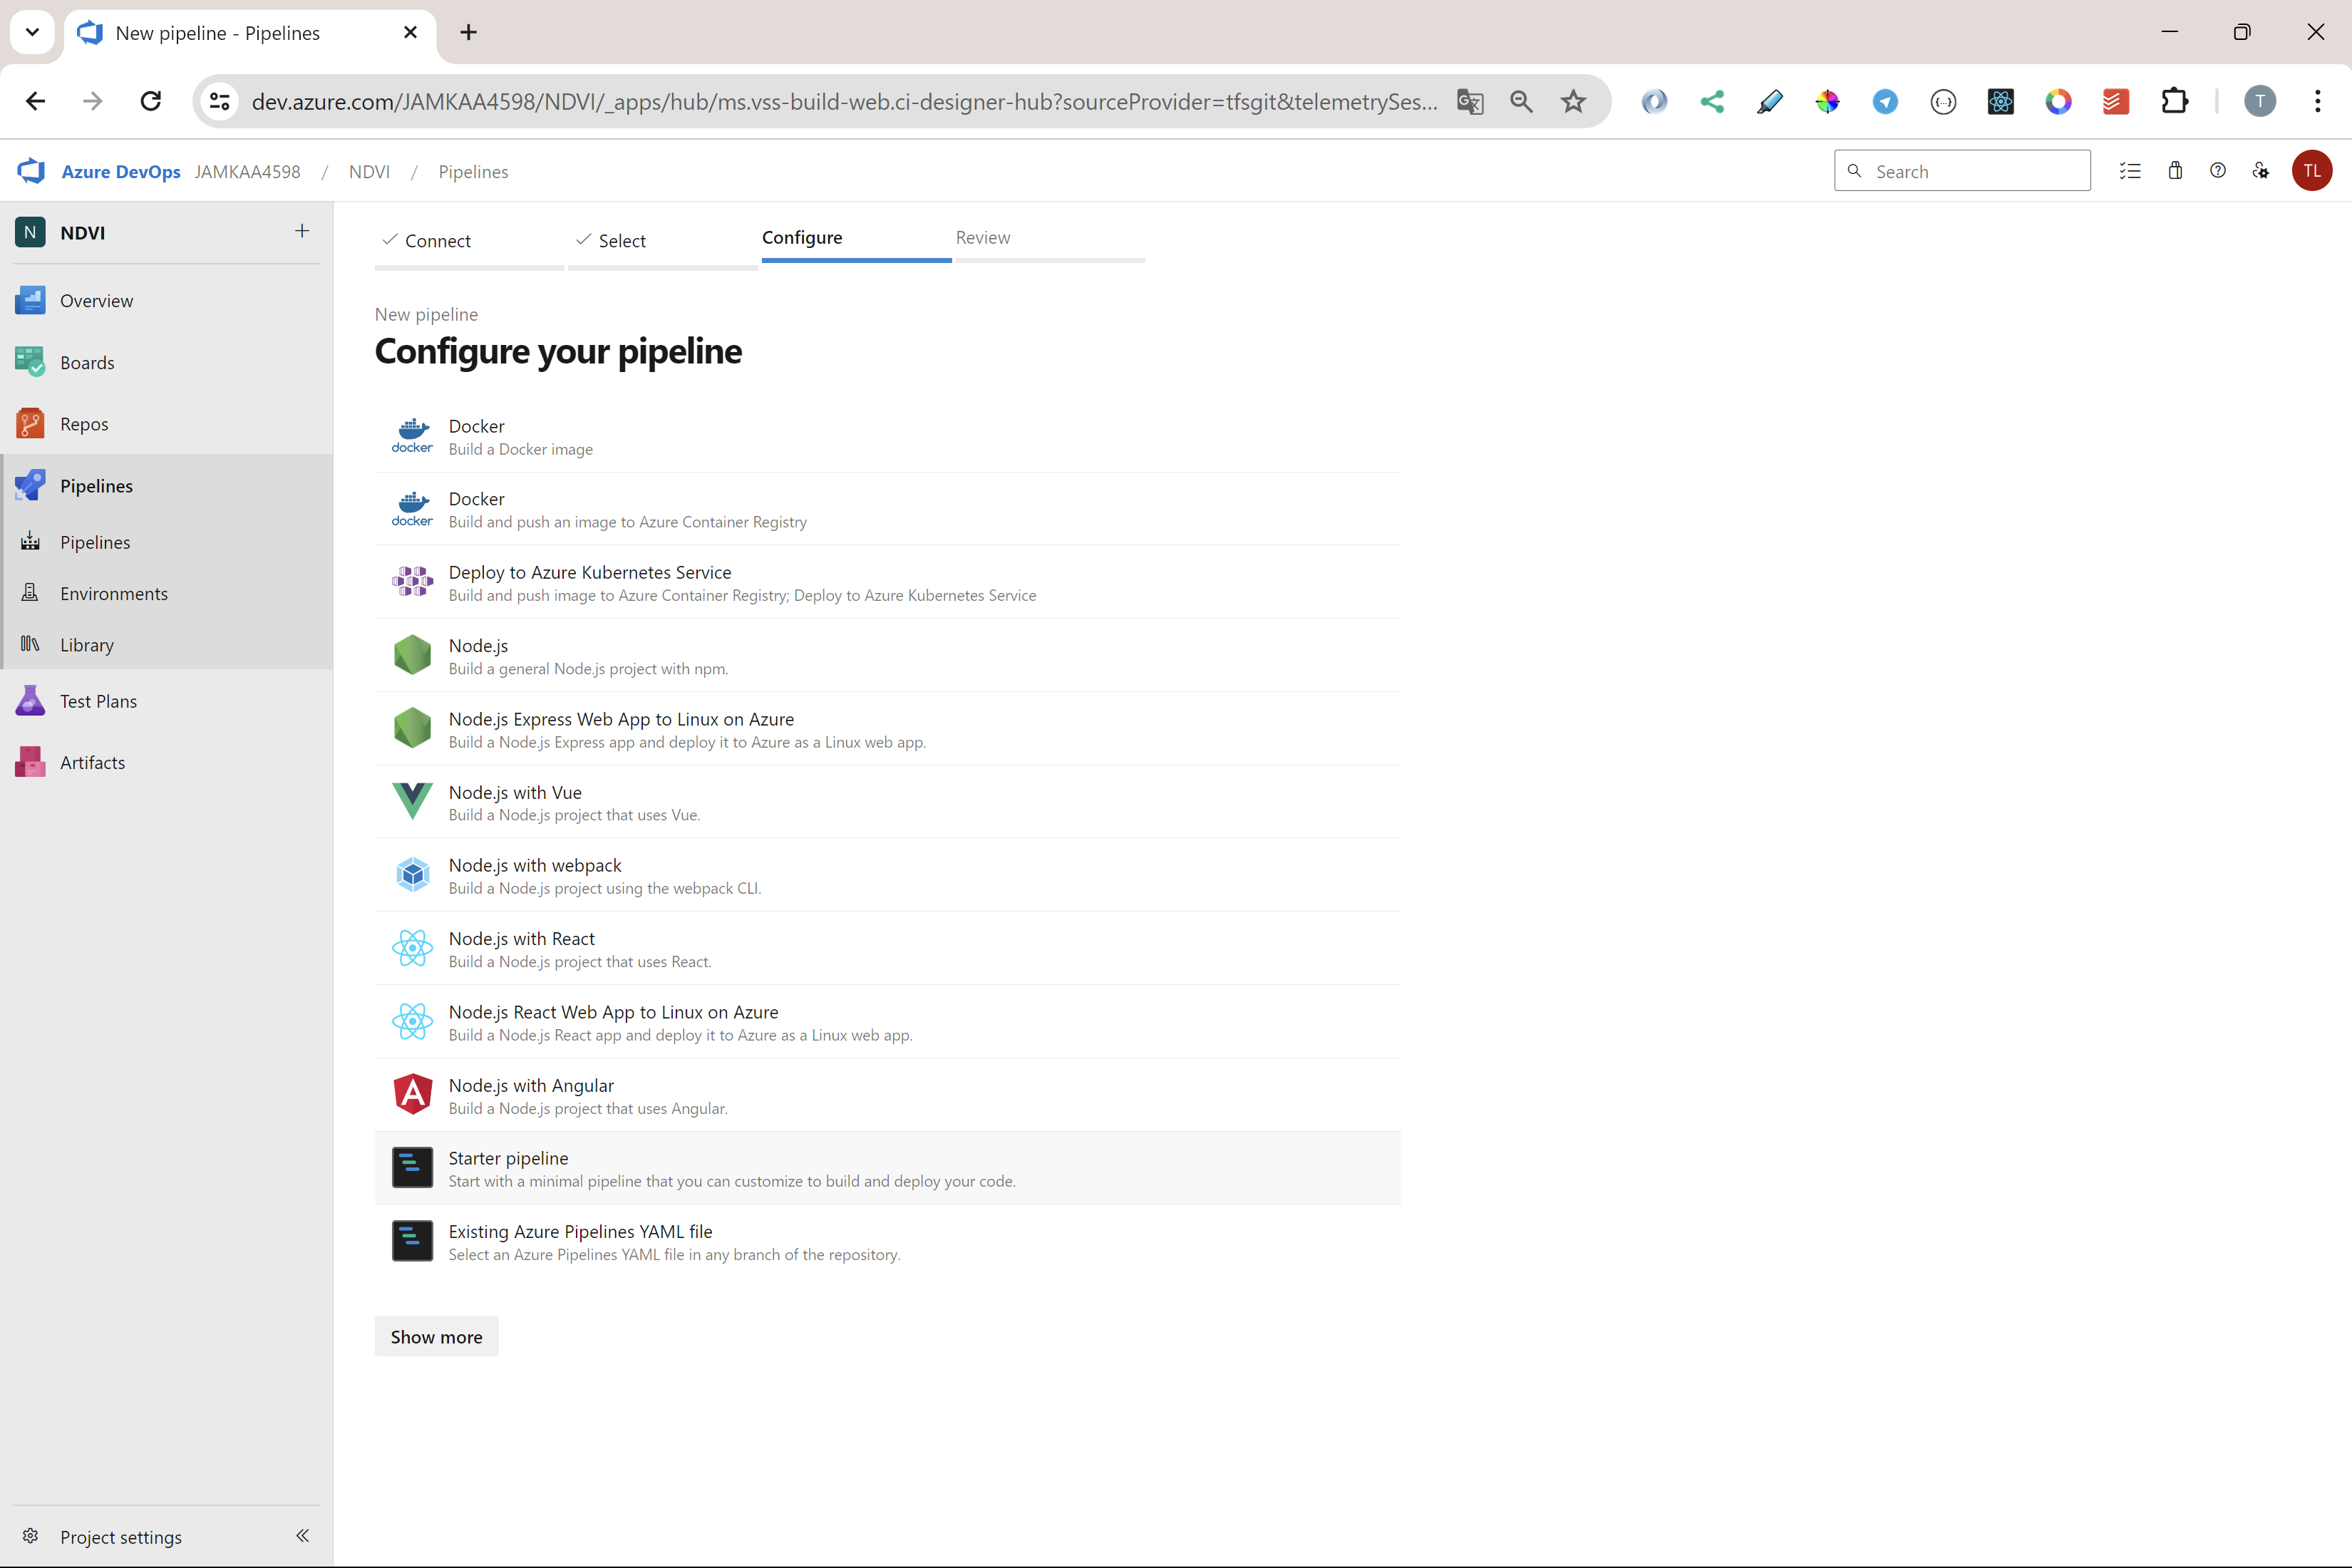 New pipeline - Pipelines
dev.azure.com/JAMKAA4598/NDVI/_apps/hub/ms.vss-build-web.ci-designer-hub?sourceProvider=tfsgit&telemetrySes...
T
Azure DevOps JAMKAA4598 / NDVI / Pipelines
Search
TL
N NDVI
Overview
Boards
Repos
Pipelines
Pipelines
Environments
Library
Test Plans
Artifacts
Project settings
Connect
Select
Configure
Review
New pipeline
Configure your pipeline
docker
Docker
Build a Docker image
docker
Docker
Build and push an image to Azure Container Registry
Deploy to Azure Kubernetes Service
Build and push image to Azure Container Registry; Deploy to Azure Kubernetes Service
Node.js
Build a general Node.js project with npm.
Node.js Express Web App to Linux on Azure
Build a Node.js Express app and deploy it to Azure as a Linux web app.
Node.js with Vue
Build a Node.js project that uses Vue.
Node.js with webpack
Build a Node.js project using the webpack CLI.
Node.js with React
Build a Node.js project that uses React.
Node.js React Web App to Linux on Azure
Build a Node.js React app and deploy it to Azure as a Linux web app.
Node.js with Angular
Build a Node.js project that uses Angular.
Starter pipeline
Start with a minimal pipeline that you can customize to build and deploy your code.
Existing Azure Pipelines YAML file
Select an Azure Pipelines YAML file in any branch of the repository.
Show more